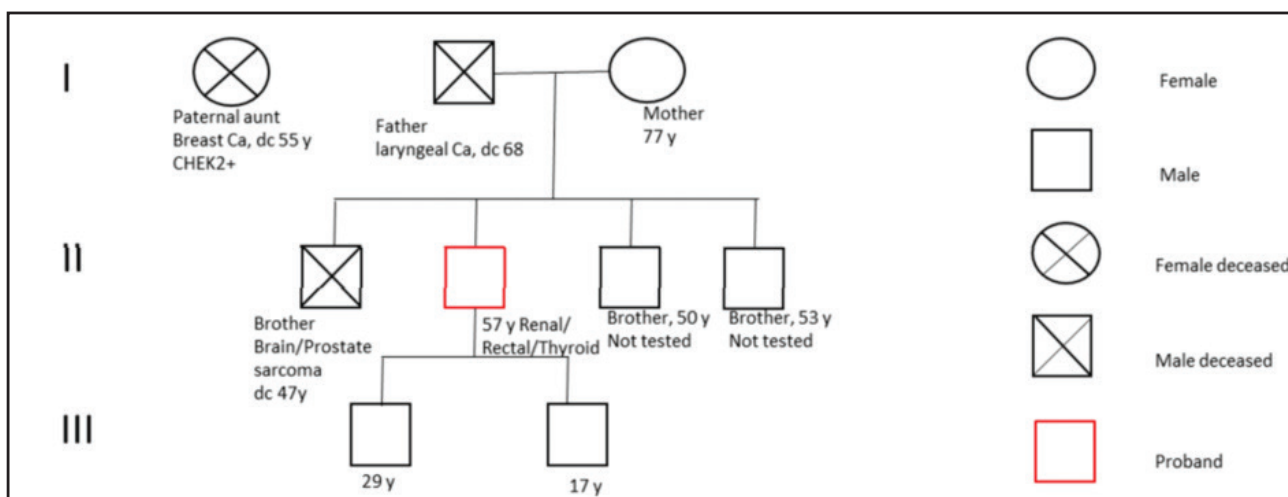 I
Paternal aunt
Breast Ca, dc 55 y
CHEK2+
Father
laryngeal Ca, dc 68
Mother
77 y
II
Brother
Brain/Prostate
sarcoma
dc 47y
57 y Renal/
Rectal/Thyroid
Brother, 50 y
Not tested
Brother, 53 y
Not tested
III
29 y
17 y
Female
Male
Female deceased
Male deceased
Proband